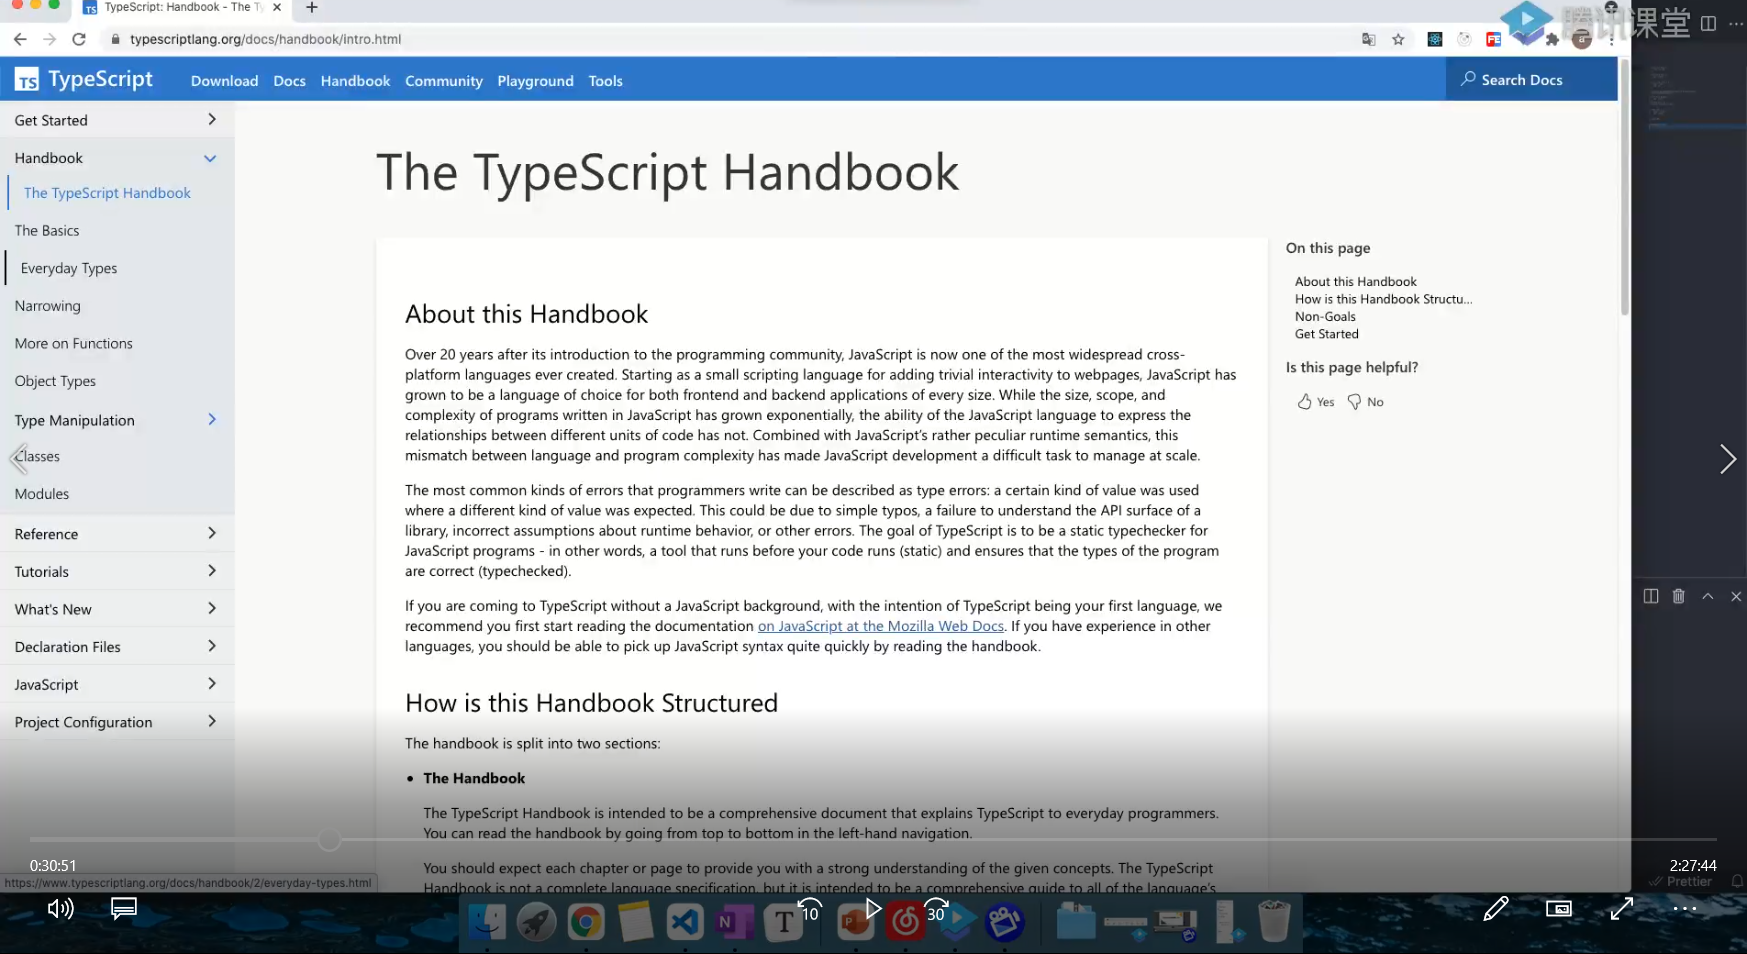 TypeScript: Handbook - The Ty
腾讯课堂
typescriptlang.org/docs/handbook/intro.html
TS TypeScript
Download Docs Handbook Community Playground Tools
Search Docs
Get Started
Handbook
The TypeScript Handbook
The Basics
Everyday Types
Narrowing
More on Functions
Object Types
Type Manipulation
Classes
Modules
Reference
Tutorials
What's New
Declaration Files
JavaScript
Project Configuration
The TypeScript Handbook
About this Handbook
Over 20 years after its introduction to the programming community, JavaScript is now one of the most widespread cross-
platform languages ever created. Starting as a small scripting language for adding trivial interactivity to webpages, JavaScript has
grown to be a language of choice for both frontend and backend applications of every size. While the size, scope, and
complexity of programs written in JavaScript has grown exponentially, the ability of the JavaScript language to express the
relationships between different units of code has not. Combined with JavaScript's rather peculiar runtime semantics, this
mismatch between language and program complexity has made JavaScript development a difficult task to manage at scale.
The most common kinds of errors that programmers write can be described as type errors: a certain kind of value was used
where a different kind of value was expected. This could be due to simple typos, a failure to understand the API surface of a
library, incorrect assumptions about runtime behavior, or other errors. The goal of TypeScript is to be a static typechecker for
JavaScript programs - in other words, a tool that runs before your code runs (static) and ensures that the types of the program
are correct (typechecked).
If you are coming to TypeScript without a JavaScript background, with the intention of TypeScript being your first language, we
recommend you first start reading the documentation on JavaScript at the Mozilla Web Docs. If you have experience in other
languages, you should be able to pick up JavaScript syntax quite quickly by reading the handbook.
How is this Handbook Structured
The handbook is split into two sections:
• The Handbook
The TypeScript Handbook is intended to be a comprehensive document that explains TypeScript to everyday programmers.
You can read the handbook by going from top to bottom in the left-hand navigation.
You should expect each chapter or page to provide you with a strong understanding of the given concepts. The TypeScript
Handbook is not a complete language specification, but it is intended to be a comprehensive guide to all of the language's
On this page
About this Handbook
How is this Handbook Structu...
Non-Goals
Get Started
Is this page helpful?
Yes No
0:30:51
2:27:44
https://www.typescriptlang.org/docs/handbook/2/everyday-types.html
Prettier
10
30